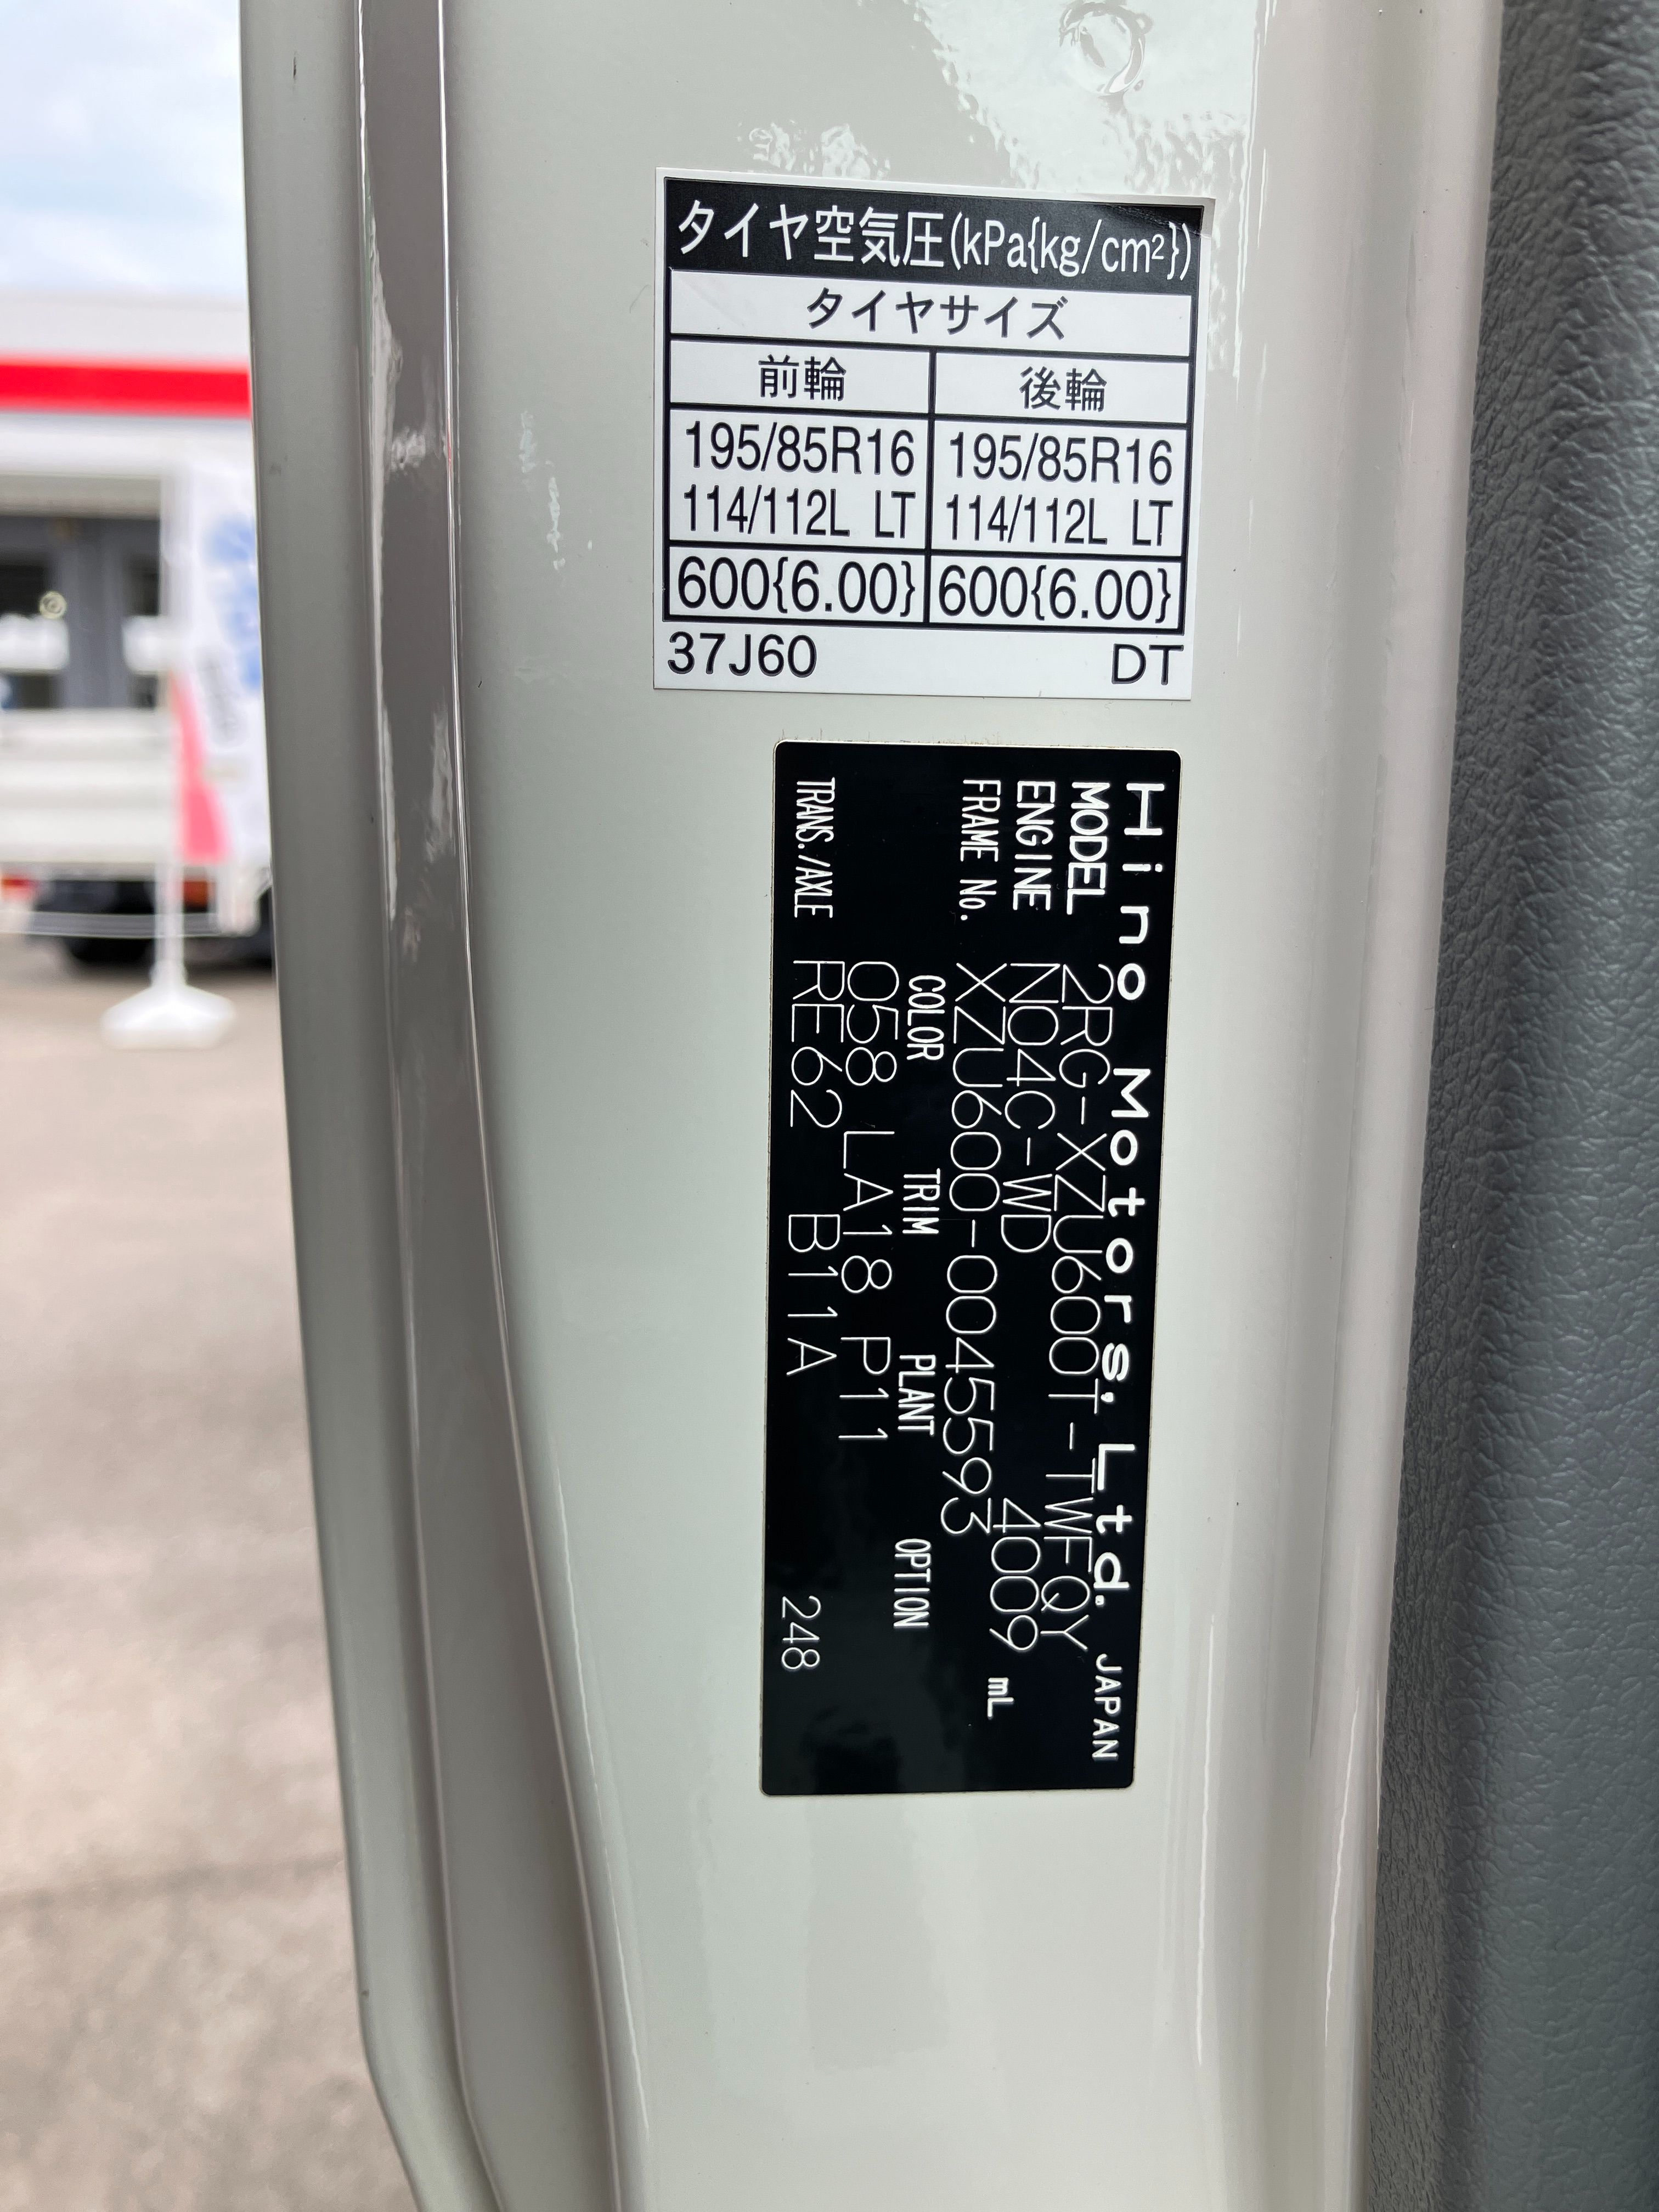 タイヤ空気圧(kPa{kg/cm²})
タイヤサイズ
前輪 後輪
195/85R16 195/85R16
114/112L LT 114/112L LT
600{6.00} 600{6.00}
37J60 DT
Hino Motors, Ltd. JAPAN
MODEL 2RG-XZU600T-TWFQY
ENGINE N04C-WD 4009 mL
FRAME No. XZU600-0045593
COLOR TRIM PLANT OPTION
058 LA18 P11
TRANS./AXLE RE62 B11A 248